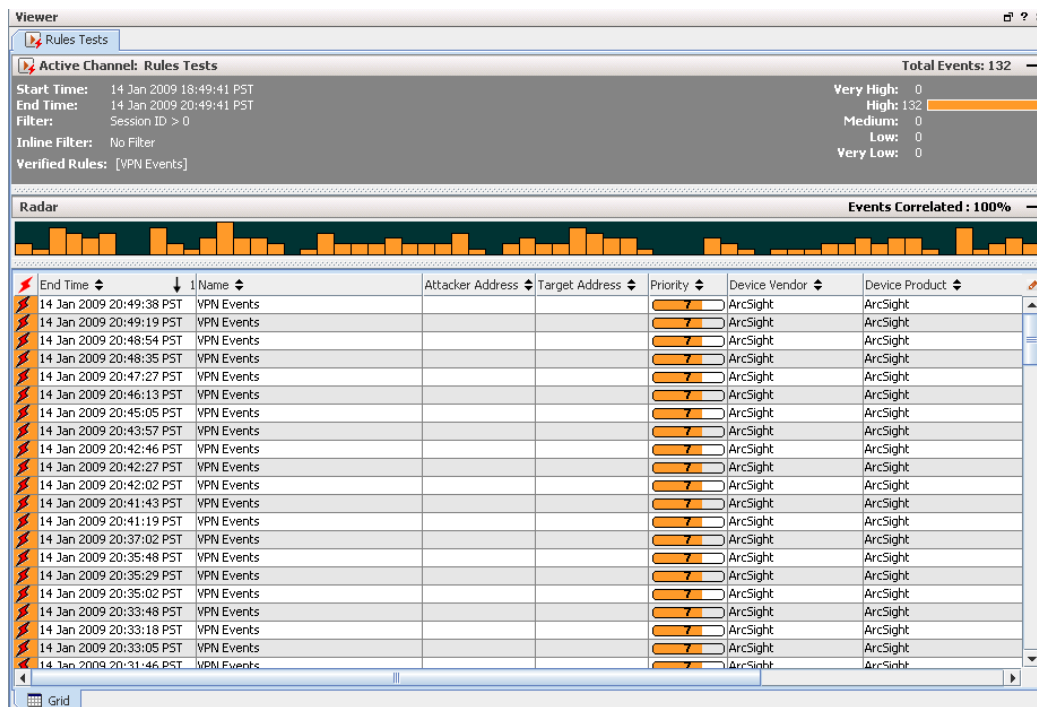 Viewer ?
Rules Tests
Active Channel: Rules Tests Total Events: 132
Start Time: 14 Jan 2009 18:49:41 PST Very High: 0
End Time: 14 Jan 2009 20:49:41 PST High: 132
Filter: Session ID > 0 Medium: 0
Low: 0
Inline Filter: No Filter
Very Low: 0
Verified Rules: [VPN Events]
Radar Events Correlated : 100%
End Time 1 Name Attacker Address Target Address Priority Device Vendor Device Product
14 Jan 2009 20:49:38 PST VPN Events 7 ArcSight ArcSight
14 Jan 2009 20:49:19 PST VPN Events 7 ArcSight ArcSight
14 Jan 2009 20:48:54 PST VPN Events 7 ArcSight ArcSight
14 Jan 2009 20:48:35 PST VPN Events 7 ArcSight ArcSight
14 Jan 2009 20:47:27 PST VPN Events 7 ArcSight ArcSight
14 Jan 2009 20:46:13 PST VPN Events 7 ArcSight ArcSight
14 Jan 2009 20:45:05 PST VPN Events 7 ArcSight ArcSight
14 Jan 2009 20:43:57 PST VPN Events 7 ArcSight ArcSight
14 Jan 2009 20:42:46 PST VPN Events 7 ArcSight ArcSight
14 Jan 2009 20:42:27 PST VPN Events 7 ArcSight ArcSight
14 Jan 2009 20:42:02 PST VPN Events 7 ArcSight ArcSight
14 Jan 2009 20:41:43 PST VPN Events 7 ArcSight ArcSight
14 Jan 2009 20:41:19 PST VPN Events 7 ArcSight ArcSight
14 Jan 2009 20:37:02 PST VPN Events 7 ArcSight ArcSight
14 Jan 2009 20:35:48 PST VPN Events 7 ArcSight ArcSight
14 Jan 2009 20:35:29 PST VPN Events 7 ArcSight ArcSight
14 Jan 2009 20:35:02 PST VPN Events 7 ArcSight ArcSight
14 Jan 2009 20:33:48 PST VPN Events 7 ArcSight ArcSight
14 Jan 2009 20:33:18 PST VPN Events 7 ArcSight ArcSight
14 Jan 2009 20:33:05 PST VPN Events 7 ArcSight ArcSight
14 Jan 2009 20:31:46 PST VPN Events 7 ArcSight ArcSight
Grid